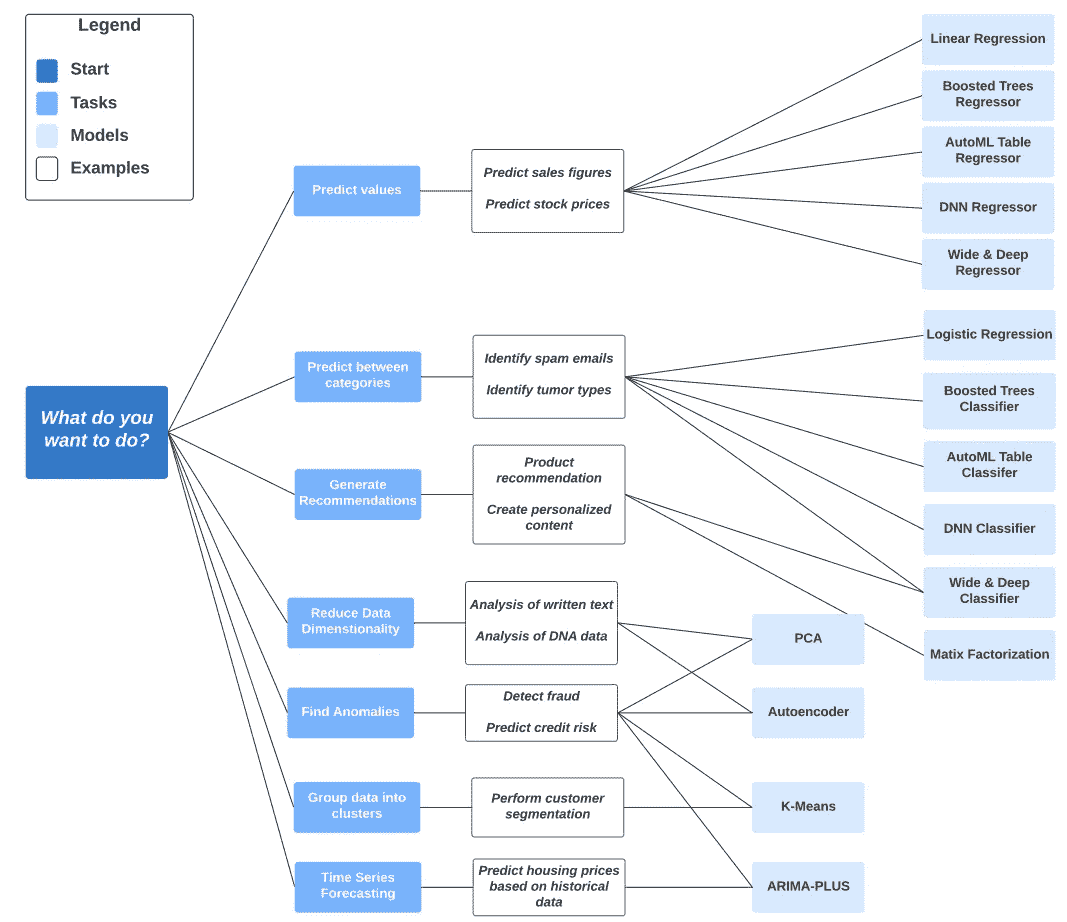 Legend
Start
Tasks
Models
Examples
What do you
want to do?
Predict values
Predict sales figures
Predict stock prices
Linear Regression
Boosted Trees
Regressor
AutoML Table
Regressor
DNN Regressor
Wide & Deep
Regressor
Predict between
categories
Identify spam emails
Identify tumor types
Logistic Regression
Boosted Trees
Classifier
AutoML Table
Classifer
DNN Classifier
Wide & Deep
Classifier
Generate
Recommendations
Product
recommendation
Create personalized
content
Matix Factorization
Reduce Data
Dimenstionality
Analysis of written text
Analysis of DNA data
PCA
Find Anomalies
Detect fraud
Predict credit risk
Autoencoder
Group data into
clusters
Perform customer
segmentation
K-Means
Time Series
Forecasting
Predict housing prices
based on historical
data
ARIMA-PLUS